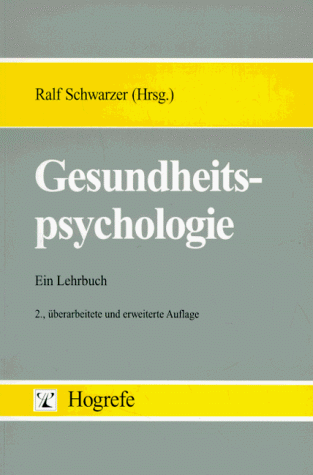 Ralf Schwarzer (Hrsg.)
Gesundheits-
psychologie
Ein Lehrbuch
2., überarbeitete und erweiterte Auflage
Hogrefe